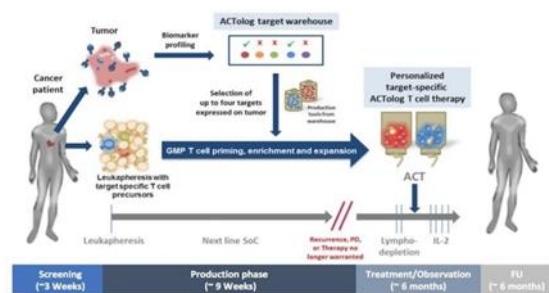 Tumor
Biomarker
profiling
ACTolog target warehouse
Cancer
patient
Selection of
up to four targets
expressed on tumor
Production
tools from
warehouse
Personalized
target-specific
ACTolog T cell therapy
Leukapheresis with
target specific T cell
precursors
GMP T cell priming, enrichment and expansion
ACT
Leukapheresis
Next line SoC
Recurrence, PD,
or Therapy no
longer warranted
Lympho-
depletion
IL-2
Screening
(~3 Weeks)
Production phase
(~ 9 Weeks)
Treatment/Observation
(~ 6 months)
FU
(~ 6 months)